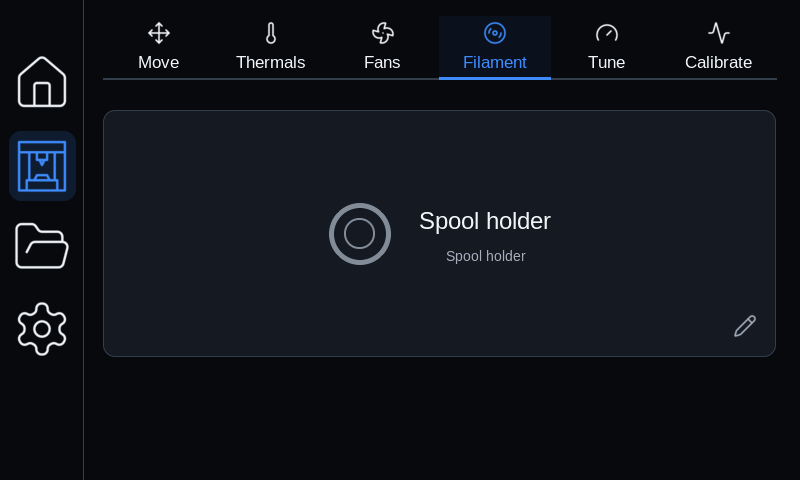 Move
Thermals
Fans
Filament
Tune
Calibrate
Spool holder
Spool holder